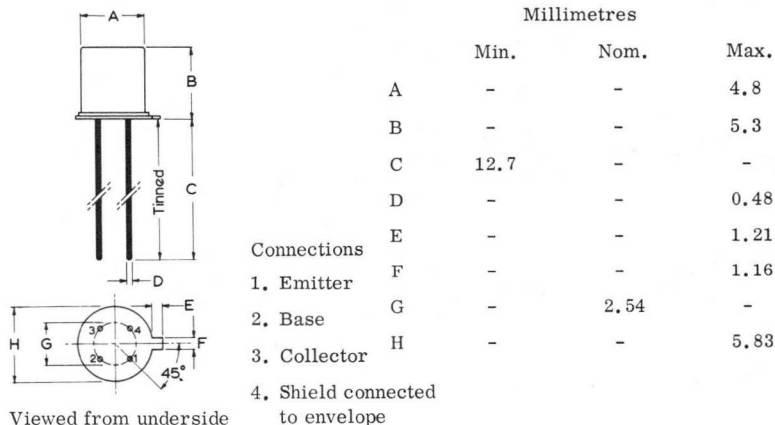 Millimetres
Min. Nom. Max.
A - - 4.8
B - - 5.3
C 12.7 - -
D - - 0.48
E - - 1.21
F - - 1.16
G - 2.54 -
H - - 5.83
A
B
C
Tinned
D
E
F
G
H
3
4
2
1
45°
Viewed from underside
Connections
1. Emitter
2. Base
3. Collector
4. Shield connected
to envelope